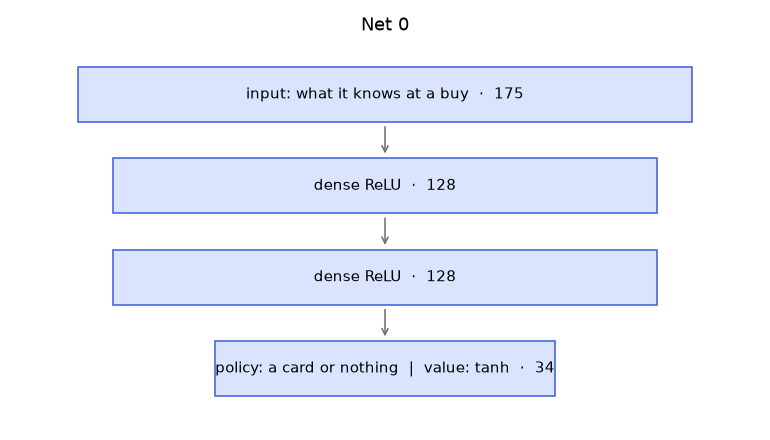 Net 0
input: what it knows at a buy · 175
dense ReLU · 128
dense ReLU · 128
policy: a card or nothing | value: tanh · 34